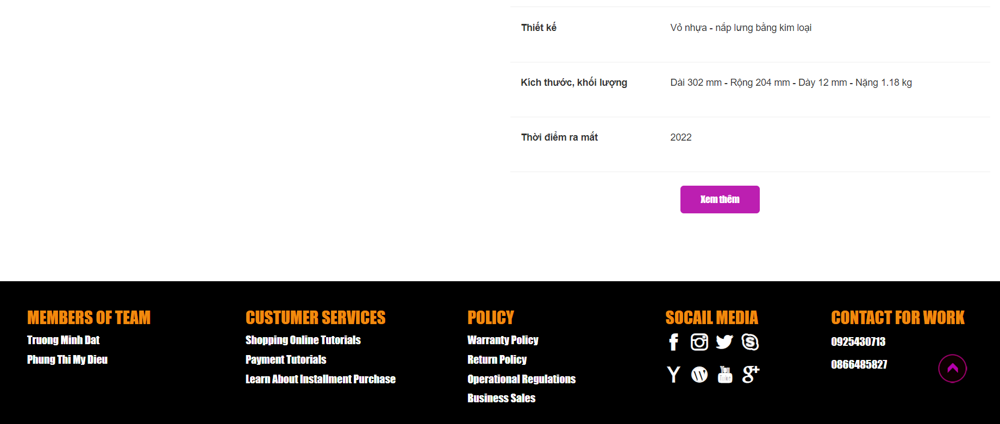 Thiết kế Vỏ nhựa - nắp lưng bằng kim loại
Kích thước, khối lượng Dài 302 mm - Rộng 204 mm - Dày 12 mm - Nặng 1.18 kg
Thời điểm ra mắt 2022
Xem thêm
MEMBERS OF TEAM
Truong Minh Dat
Phung Thi My Dieu
CUSTUMER SERVICES
Shopping Online Tutorials
Payment Tutorials
Learn About Installment Purchase
POLICY
Warranty Policy
Return Policy
Operational Regulations
Business Sales
SOCAIL MEDIA
You
Tube
CONTACT FOR WORK
0925430713
0866485827